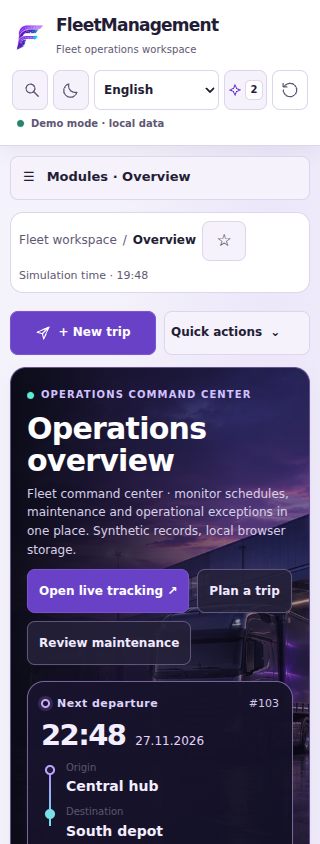 FleetManagement
Fleet operations workspace
English
2
Demo mode · local data
☰ Modules · Overview
Fleet workspace / Overview ☆
Simulation time · 19:48
+ New trip
Quick actions ⌄
OPERATIONS COMMAND CENTER
Operations
overview
Fleet command center · monitor schedules,
maintenance and operational exceptions in
one place. Synthetic records, local browser
storage.
Open live tracking ↗
Plan a trip
Review maintenance
Next departure #103
22:48 27.11.2026
Origin
Central hub
Destination
South depot